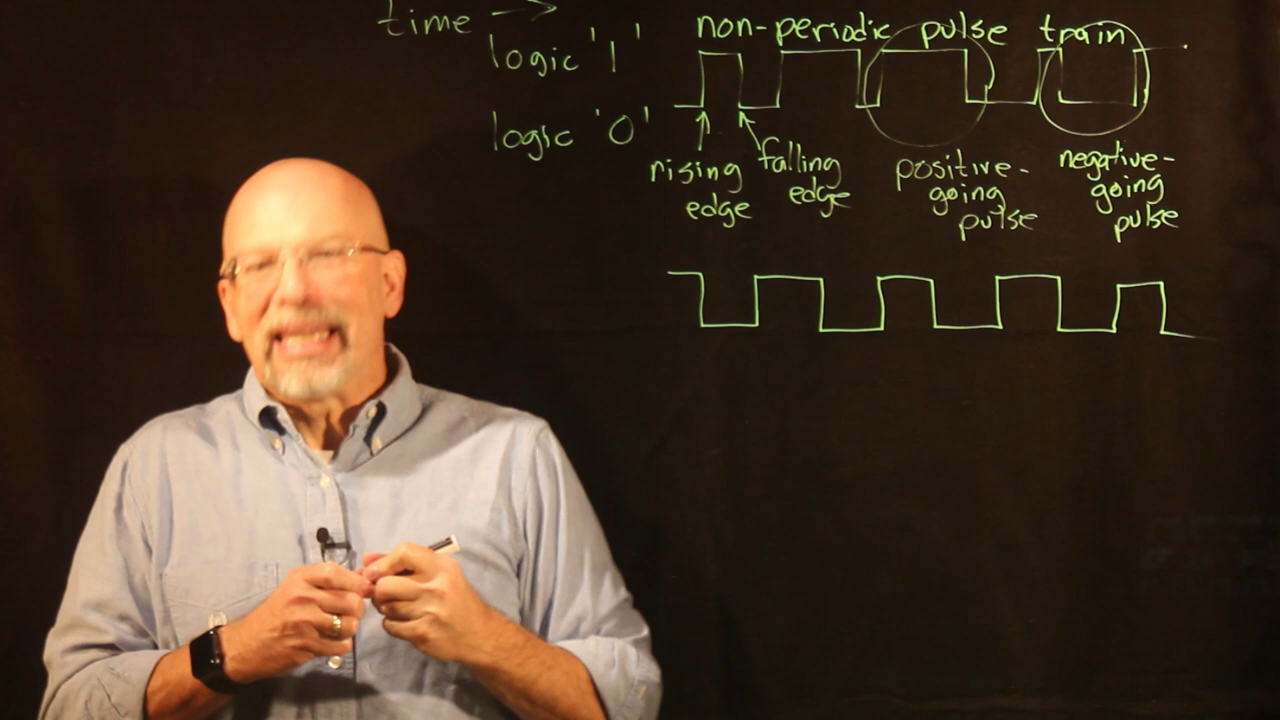 time →
non-periodic pulse train
logic '1'
logic '0'
rising
edge
falling
edge
positive-
going
pulse
negative-
going
pulse